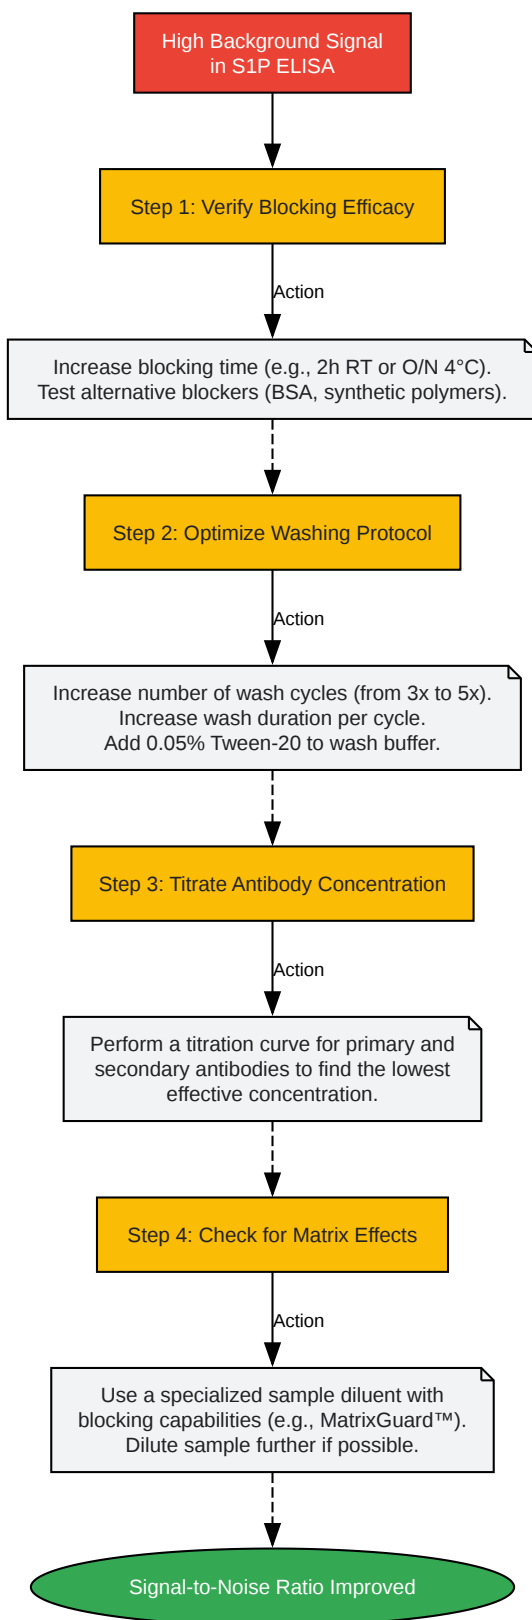 High Background Signal
in S1P ELISA
Step 1: Verify Blocking Efficacy
Action
Increase blocking time (e.g., 2h RT or O/N 4°C).
Test alternative blockers (BSA, synthetic polymers).
Step 2: Optimize Washing Protocol
Action
Increase number of wash cycles (from 3x to 5x).
Increase wash duration per cycle.
Add 0.05% Tween-20 to wash buffer.
Step 3: Titrate Antibody Concentration
Action
Perform a titration curve for primary and
secondary antibodies to find the lowest
effective concentration.
Step 4: Check for Matrix Effects
Action
Use a specialized sample diluent with
blocking capabilities (e.g., MatrixGuard™).
Dilute sample further if possible.
Signal-to-Noise Ratio Improved